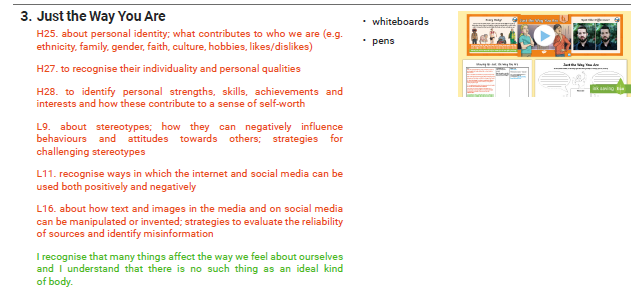 3. Just the Way You Are
H25. about personal identity; what contributes to who we are (e.g.
ethnicity, family, gender, faith, culture, hobbies, likes/dislikes)
H27. to recognise their individuality and personal qualities
H28. to identify personal strengths, skills, achievements and
interests and how these contribute to a sense of self-worth
L9. about stereotypes; how they can negatively influence
behaviours and attitudes towards others; strategies for
challenging stereotypes
L11. recognise ways in which the internet and social media can be
used both positively and negatively
L16. about how text and images in the media and on social media
can be manipulated or invented; strategies to evaluate the reliability
of sources and identify misinformation
I recognise that many things affect the way we feel about ourselves
and I understand that there is no such thing as an ideal kind
of body.
• whiteboards
• pens
Just the Way You Are